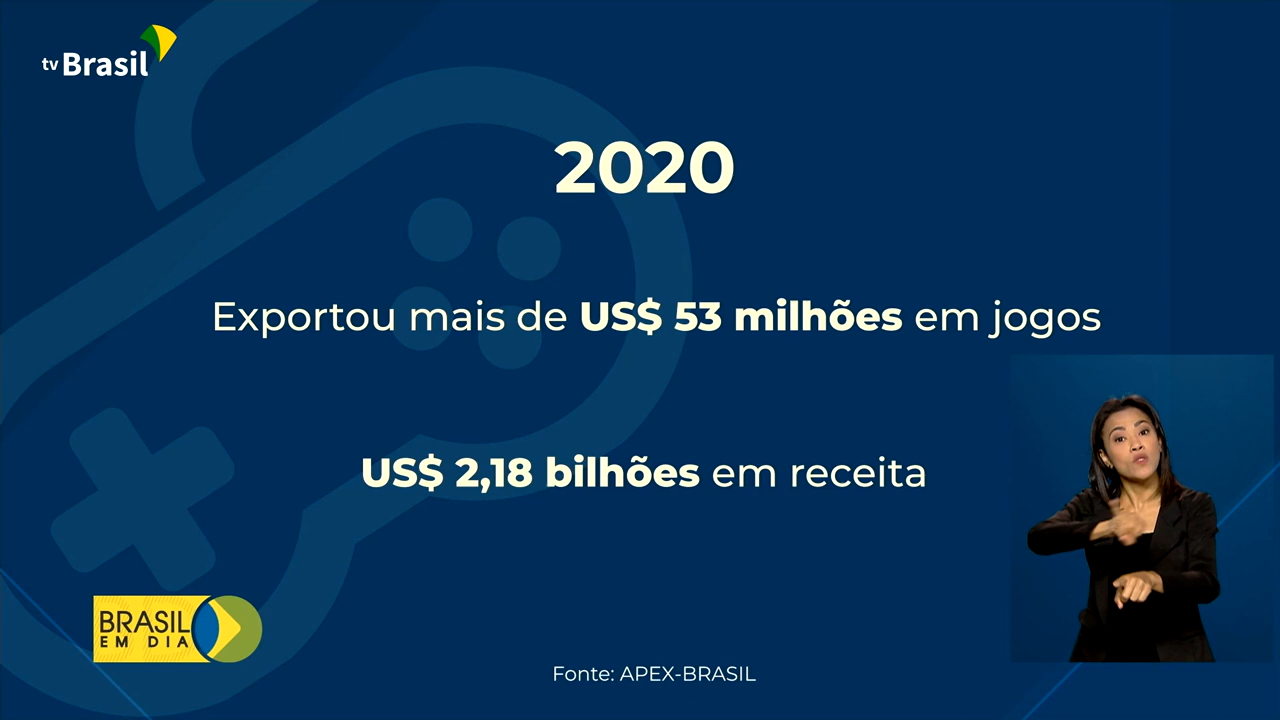 tv Brasil
2020
Exportou mais de US$ 53 milhões em jogos
US$ 2,18 bilhões em receita
BRASIL
EM DIA
Fonte: APEX-BRASIL